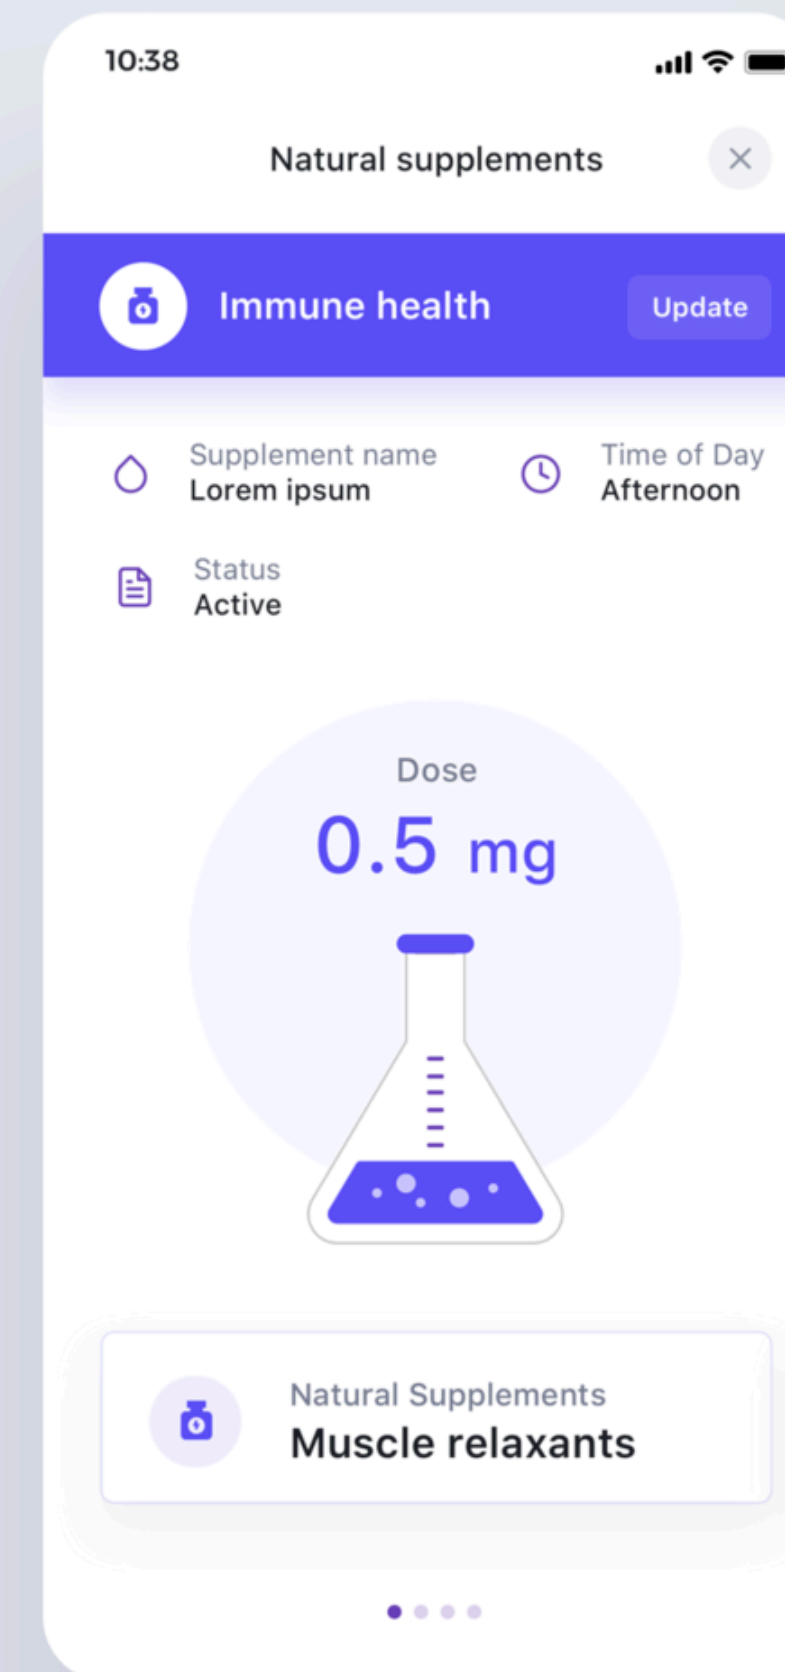 10:38
Natural supplements
Immune health
Update
Supplement name
Lorem ipsum
Time of Day
Afternoon
Status
Active
Dose
0.5 mg
Natural Supplements
Muscle relaxants